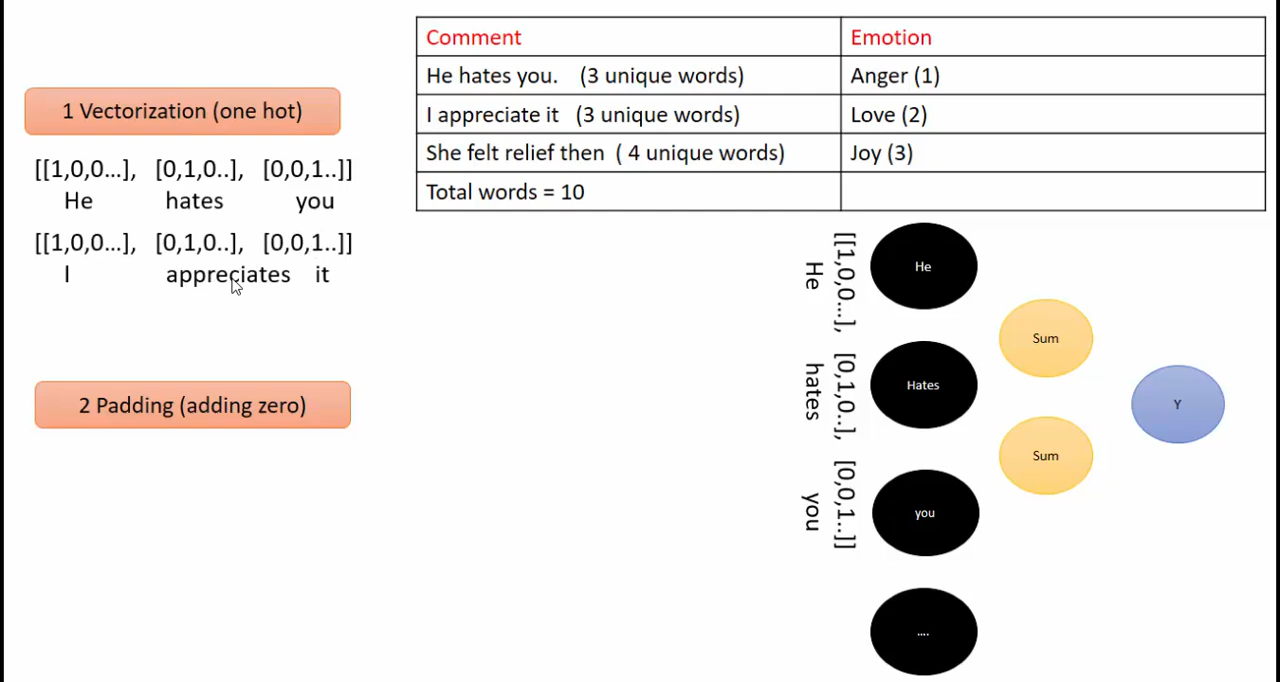 1 Vectorization (one hot)
[[1,0,0...], [0,1,0..], [0,0,1..]]
He hates you
[[1,0,0...], [0,1,0..], [0,0,1..]]
I appreciates it
2 Padding (adding zero)
Comment Emotion
He hates you. (3 unique words) Anger (1)
I appreciate it (3 unique words) Love (2)
She felt relief then ( 4 unique words) Joy (3)
Total words = 10
[[1,0,0...], [0,1,0..], [0,0,1..]]
He hates you
He
Hates
you
....
Sum
Sum
Y